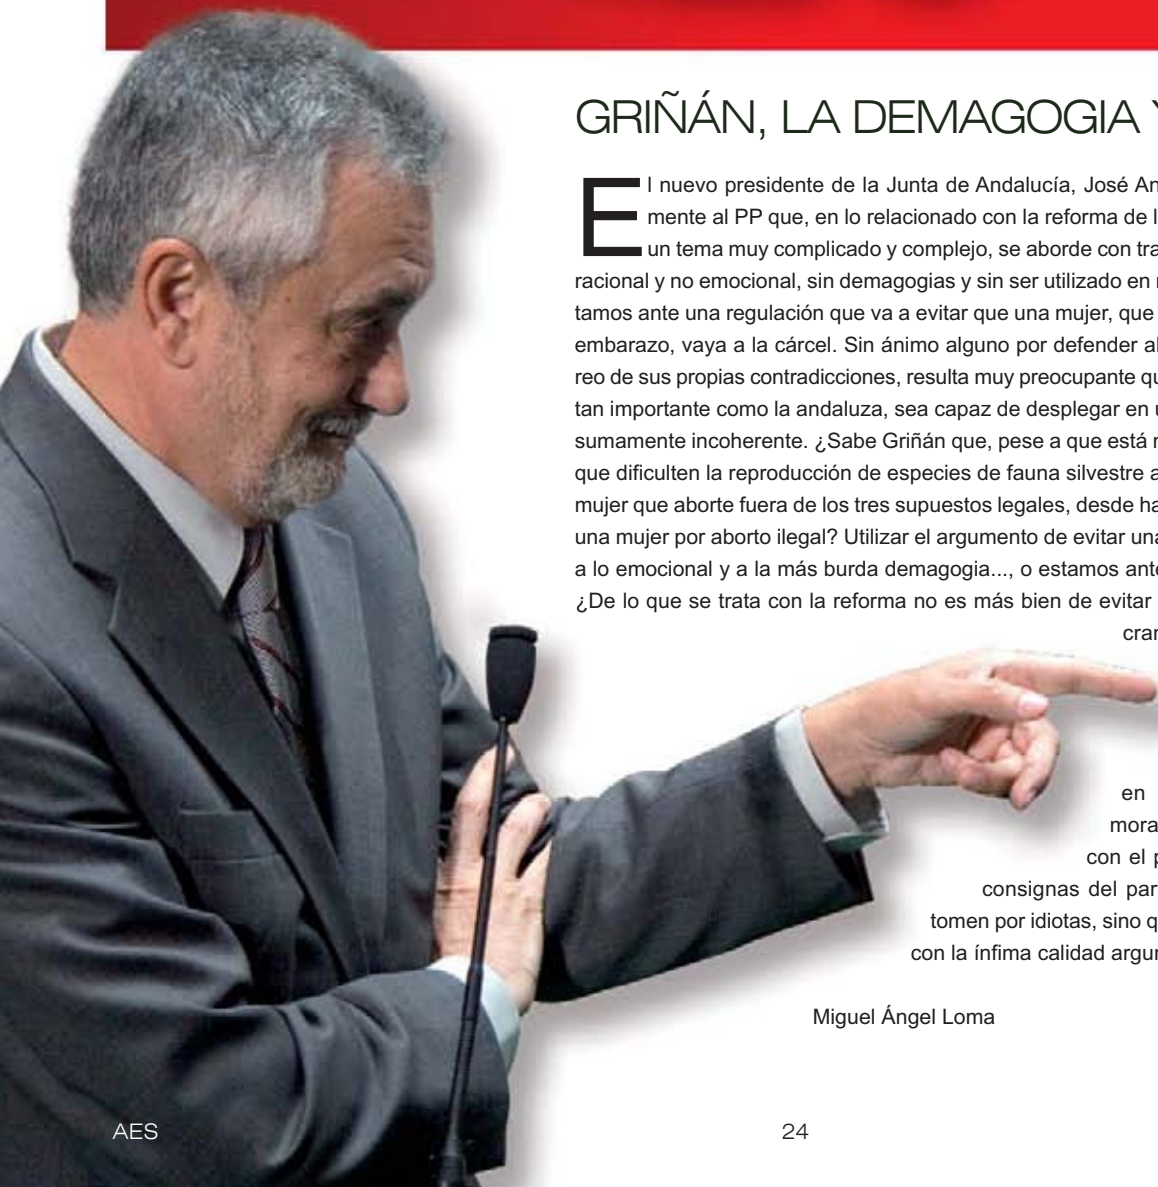 GRIÑÁN, LA DEMAGOGIA Y
El nuevo presidente de la Junta de Andalucía, José An
mente al PP que, en lo relacionado con la reforma de l
un tema muy complicado y complejo, se aborde con tra
racional y no emocional, sin demagogias y sin ser utilizado en
tamos ante una regulación que va a evitar que una mujer, que
embarazo, vaya a la cárcel. Sin ánimo alguno por defender al
reo de sus propias contradicciones, resulta muy preocupante qu
tan importante como la andaluza, sea capaz de desplegar en u
sumamente incoherente. ¿Sabe Griñán que, pese a que está
que dificulten la reproducción de especies de fauna silvestre a
mujer que aborte fuera de los tres supuestos legales, desde ha
una mujer por aborto ilegal? Utilizar el argumento de evitar una
a lo emocional y a la más burda demagogia..., o estamos ante
¿De lo que se trata con la reforma no es más bien de evitar
cran
en
mora
con el p
consignas del par
tomen por idiotas, sino q
con la ínfima calidad argu
Miguel Ángel Loma
AES
24